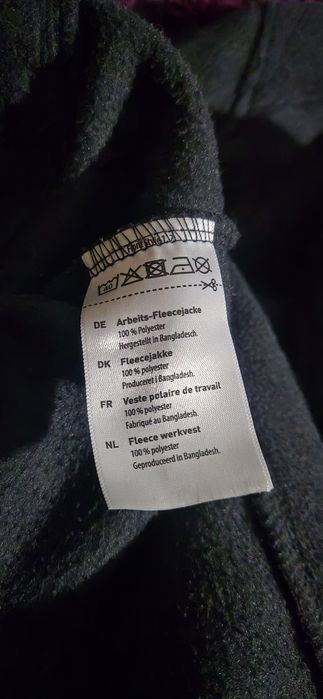 40
DE Arbeits-Fleecejacke
100 % Polyester
Hergestellt in Bangladesch.
DK Fleecejakke
100 % polyester
Produceret i Bangladesh.
FR Veste polaire de travail
100 % polyester
Fabriqué au Bangladesh.
NL Fleece werkvest
100 % polyester
Geproduceerd in Bangladesh.